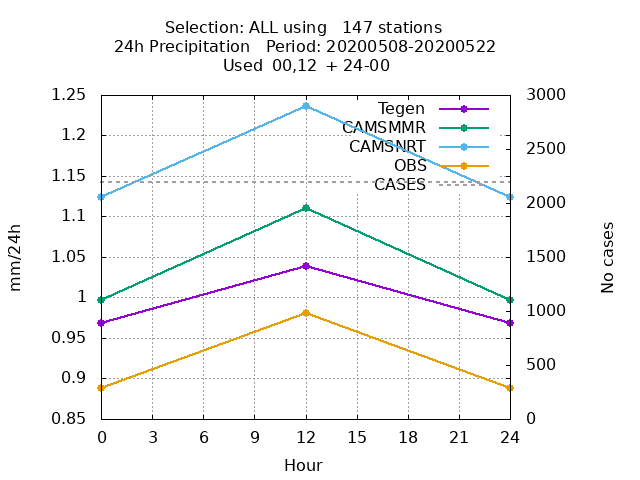 Selection: ALL using   147 stations
24h Precipitation   Period: 20200508-20200522
Used  00,12  + 24-00
Tegen
CAMSMMR
CAMSNRT
OBS
CASES
1.25
1.2
1.15
1.1
1.05
1
0.95
0.9
0.85
mm/24h
3000
2500
2000
1500
1000
500
0
No cases
0 3 6 9 12 15 18 21 24
Hour